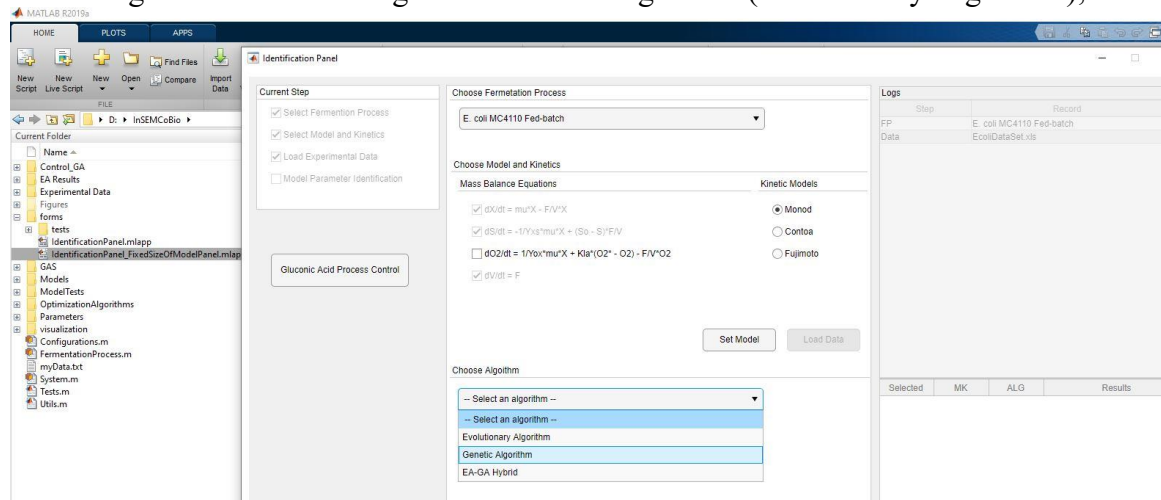 MATLAB R2019a
HOME PLOTS APPS
New Script
New Live Script
New
Open
Find Files
Compare
Import Data
FILE
D: InSEMCoBio
Current Folder
Name
Control_GA
EA Results
Experimental Data
Figures
forms
tests
IdentificationPanel.mlapp
IdentificationPanel_FixedSizeOfModelPanel.mlap
GAS
Models
ModelTests
OptimizationAlgorithms
Parameters
visualization
Configurations.m
FermentationProcess.m
myData.txt
System.m
Tests.m
Utils.m
Identification Panel
Current Step
Select Fermention Process
Select Model and Kinetics
Load Experimental Data
Model Parameter Identification
Gluconic Acid Process Control
Choose Fermetation Process
E. coli MC4110 Fed-batch
Choose Model and Kinetics
Mass Balance Equations Kinetic Models
dX/dt = mu*X - F/V*X Monod
dS/dt = -1/Yxs*mu*X + (So - S)*F/V Contoa
dO2/dt = 1/Yox*mu*X + Kla*(O2* - O2) - F/V*O2 Fujimoto
dV/dt = F
Set Model Load Data
Choose Algoithm
-- Select an algorithm --
-- Select an algorithm --
Evolutionary Algorithm
Genetic Algorithm
EA-GA Hybrid
Logs
Step Record
FP E. coli MC4110 Fed-batch
Data EcoliDataSet.xls
Selected MK ALG Results